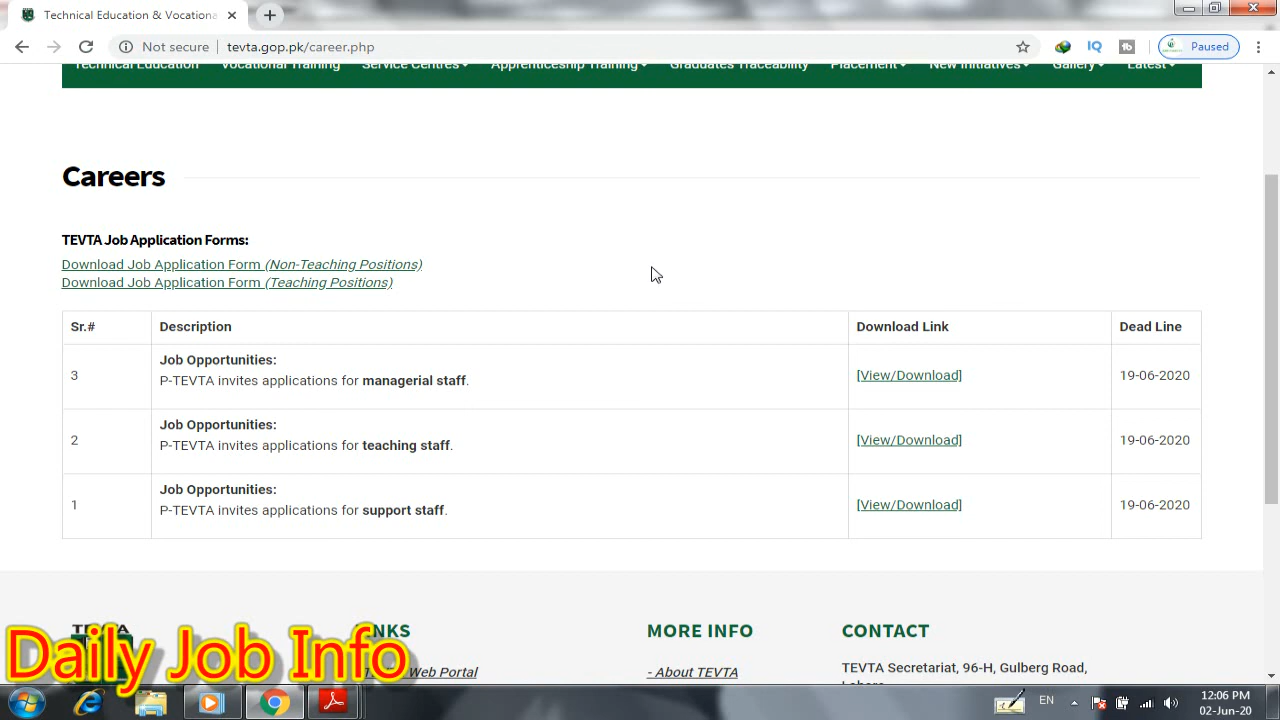 Technical Education & Vocationa
Not secure | tevta.gop.pk/career.php
Paused
Technical Education Vocational Training Service Centres Apprenticeship Training Graduates Traceability Placement New Initiatives Gallery Latest
Careers
TEVTA Job Application Forms:
Download Job Application Form (Non-Teaching Positions)
Download Job Application Form (Teaching Positions)
Sr.# Description Download Link Dead Line
Job Opportunities:
3 P-TEVTA invites applications for managerial staff. [View/Download] 19-06-2020
Job Opportunities:
2 P-TEVTA invites applications for teaching staff. [View/Download] 19-06-2020
Job Opportunities:
1 P-TEVTA invites applications for support staff. [View/Download] 19-06-2020
TEVTA LINKS MORE INFO CONTACT
Web Portal - About TEVTA TEVTA Secretariat, 96-H, Gulberg Road,
Lahore
Daily Job Info
EN 12:06 PM
02-Jun-20